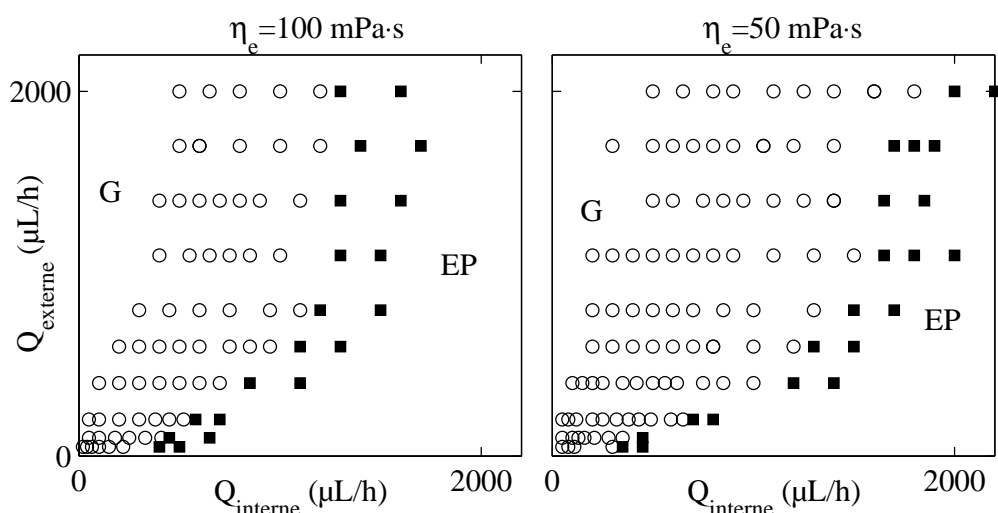 η_e=100 mPa·s
2000
G
EP
0
Q_externe (µL/h)
0
2000
Q_interne (µL/h)
η_e=50 mPa·s
G
EP
0
2000
Q_interne (µL/h)